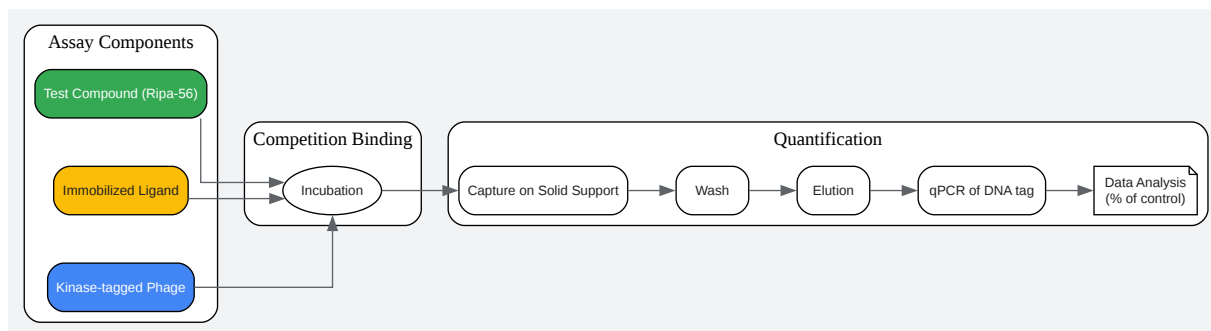 Assay Components
Test Compound (Ripa-56)
Immobilized Ligand
Kinase-tagged Phage
Competition Binding
Incubation
Quantification
Capture on Solid Support
Wash
Elution
qPCR of DNA tag
Data Analysis
(% of control)